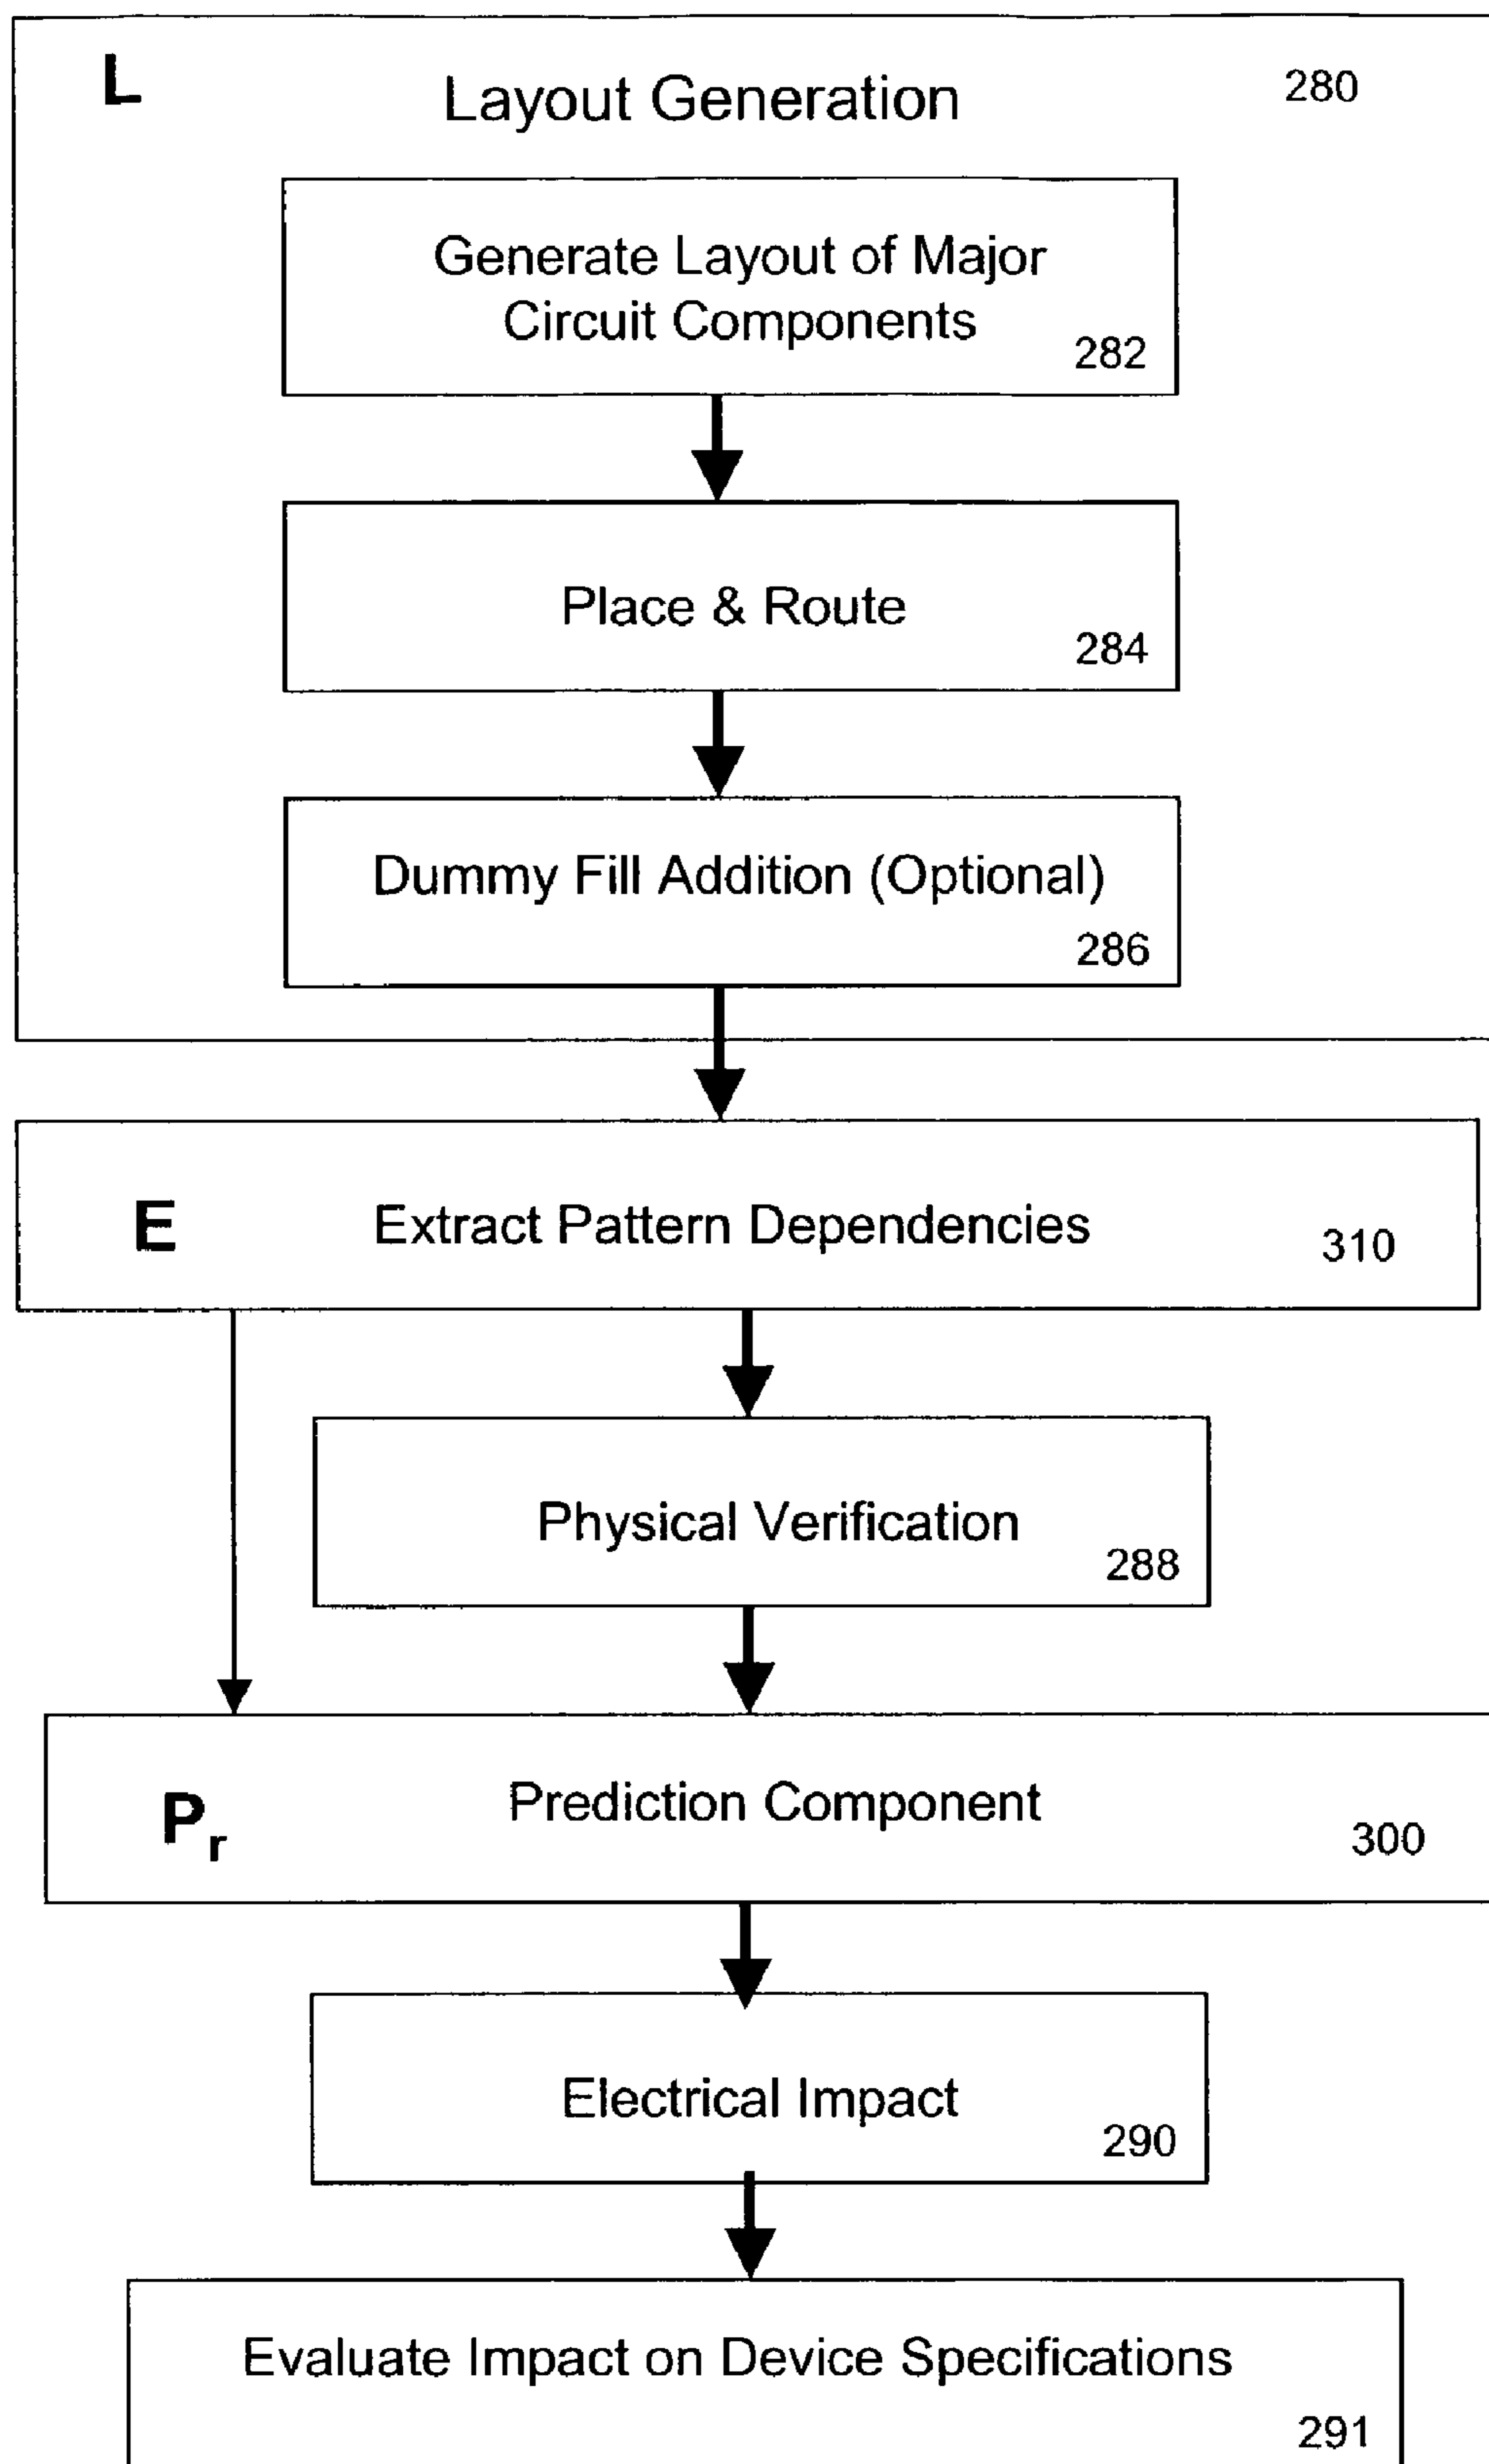 L
Layout Generation
280
Generate Layout of Major
Circuit Components
282
Place & Route
284
Dummy Fill Addition (Optional)
286
E
Extract Pattern Dependencies
310
Physical Verification
288
Pr
Prediction Component
300
Electrical Impact
290
Evaluate Impact on Device Specifications
291